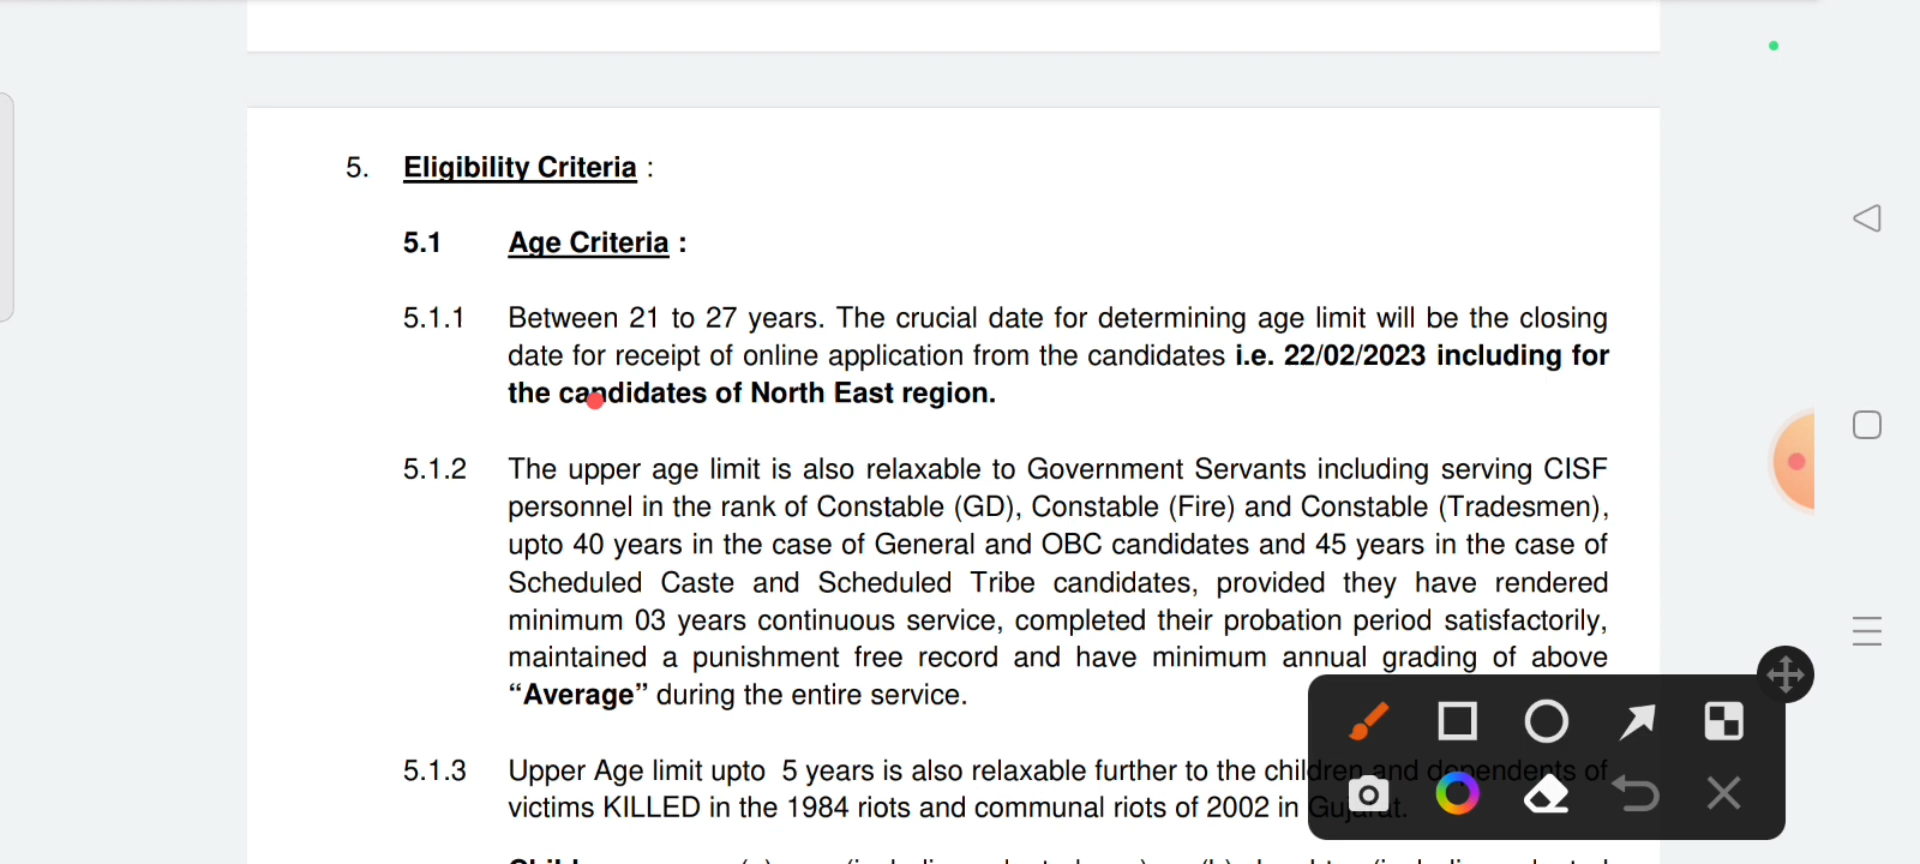 5. Eligibility Criteria :
5.1 Age Criteria :
5.1.1 Between 21 to 27 years. The crucial date for determining age limit will be the closing
date for receipt of online application from the candidates i.e. 22/02/2023 including for
the candidates of North East region.
5.1.2 The upper age limit is also relaxable to Government Servants including serving CISF
personnel in the rank of Constable (GD), Constable (Fire) and Constable (Tradesmen),
upto 40 years in the case of General and OBC candidates and 45 years in the case of
Scheduled Caste and Scheduled Tribe candidates, provided they have rendered
minimum 03 years continuous service, completed their probation period satisfactorily,
maintained a punishment free record and have minimum annual grading of above
“Average” during the entire service.
5.1.3 Upper Age limit upto 5 years is also relaxable further to the children and dependents of
victims KILLED in the 1984 riots and communal riots of 2002 in Gujarat.